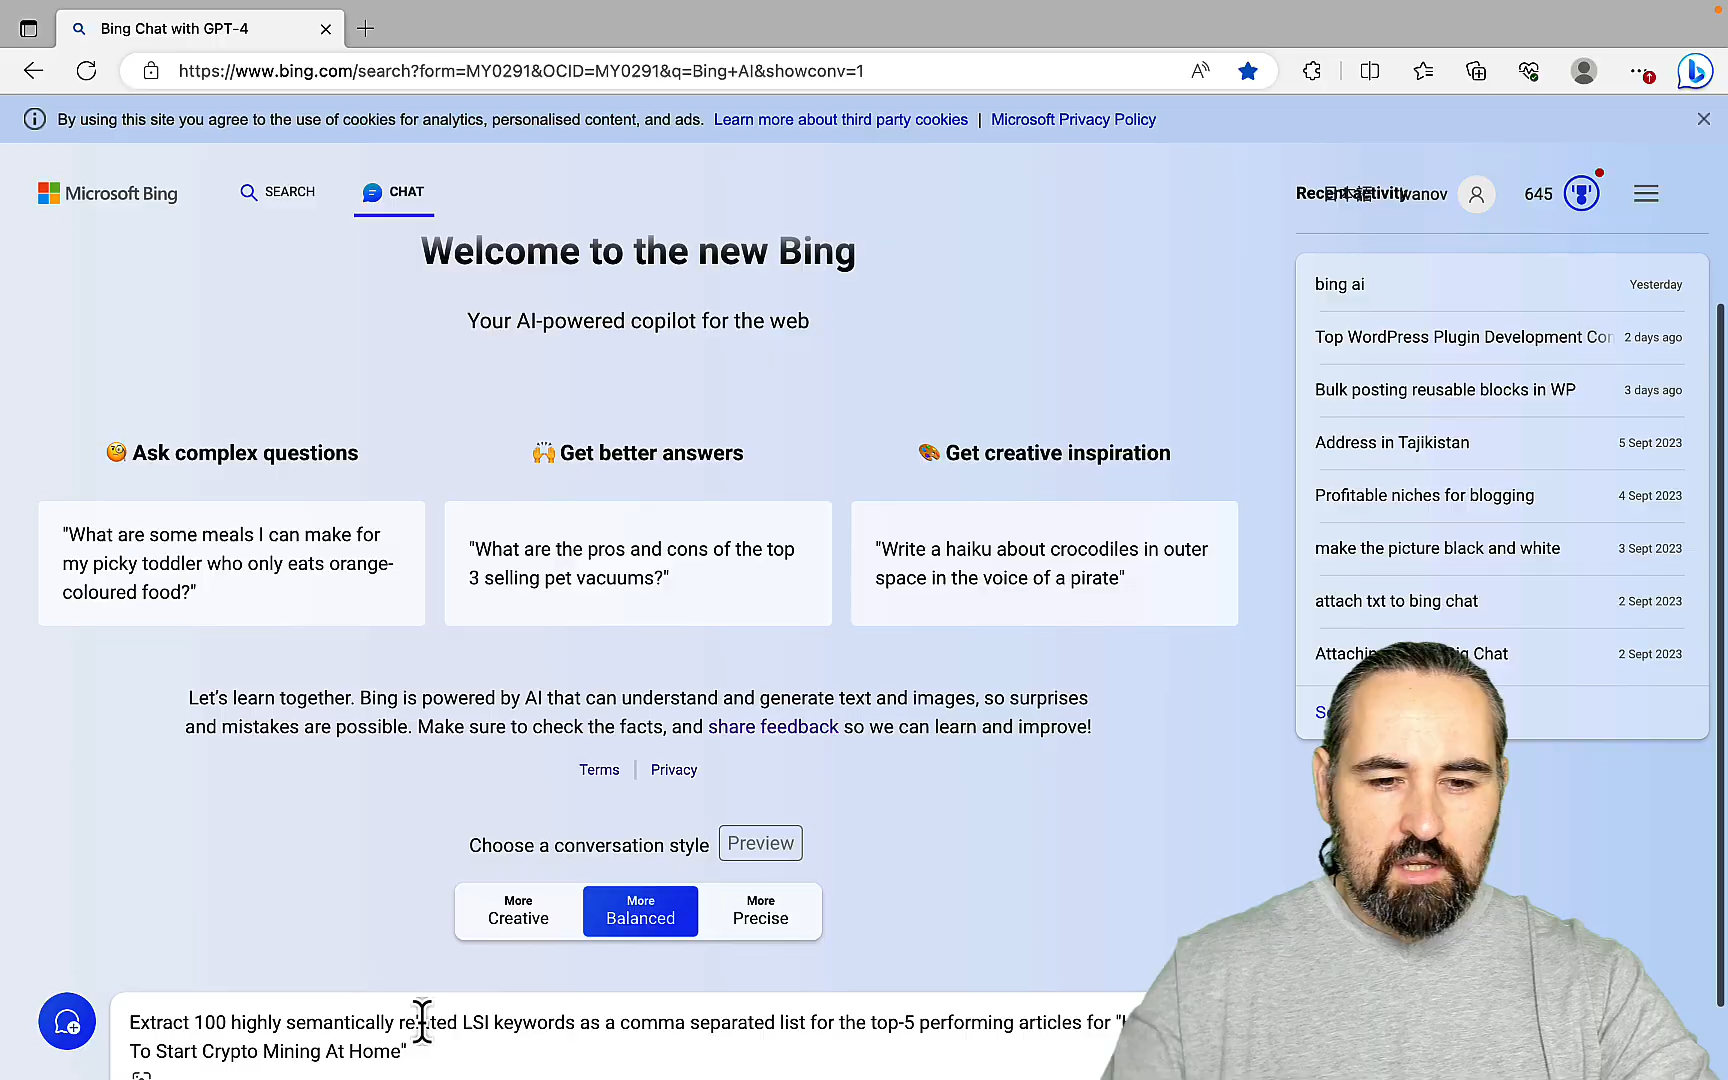 Bing Chat with GPT-4
https://www.bing.com/search?form=MY0291&OCID=MY0291&q=Bing+AI&showconv=1
By using this site you agree to the use of cookies for analytics, personalised content, and ads. Learn more about third party cookies | Microsoft Privacy Policy
Microsoft Bing
SEARCH
CHAT
Recent activity
vanov
645
Welcome to the new Bing
Your AI-powered copilot for the web
🧐 Ask complex questions
"What are some meals I can make for
my picky toddler who only eats orange-
coloured food?"
🙌 Get better answers
"What are the pros and cons of the top
3 selling pet vacuums?"
🎨 Get creative inspiration
"Write a haiku about crocodiles in outer
space in the voice of a pirate"
bing ai Yesterday
Top WordPress Plugin Development 2 days ago
Bulk posting reusable blocks in WP 3 days ago
Address in Tajikistan 5 Sept 2023
Profitable niches for blogging 4 Sept 2023
make the picture black and white 3 Sept 2023
attach txt to bing chat 2 Sept 2023
Chat 2 Sept 2023
Let's learn together. Bing is powered by AI that can understand and generate text and images, so surprises
and mistakes are possible. Make sure to check the facts, and share feedback so we can learn and improve!
Terms | Privacy
Choose a conversation style Preview
More
Creative
More
Balanced
More
Precise
Extract 100 highly semantically related LSI keywords as a comma separated list for the top-5 performing articles for "
To Start Crypto Mining At Home"